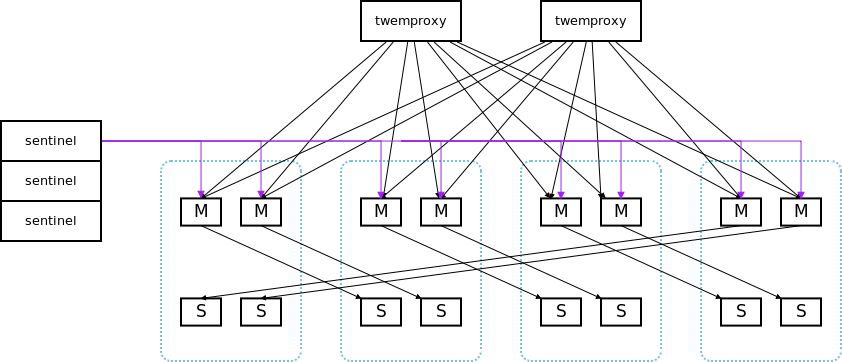 twemproxy twemproxy
sentinel
sentinel
sentinel
M M M M M M M M
S S S S S S S S